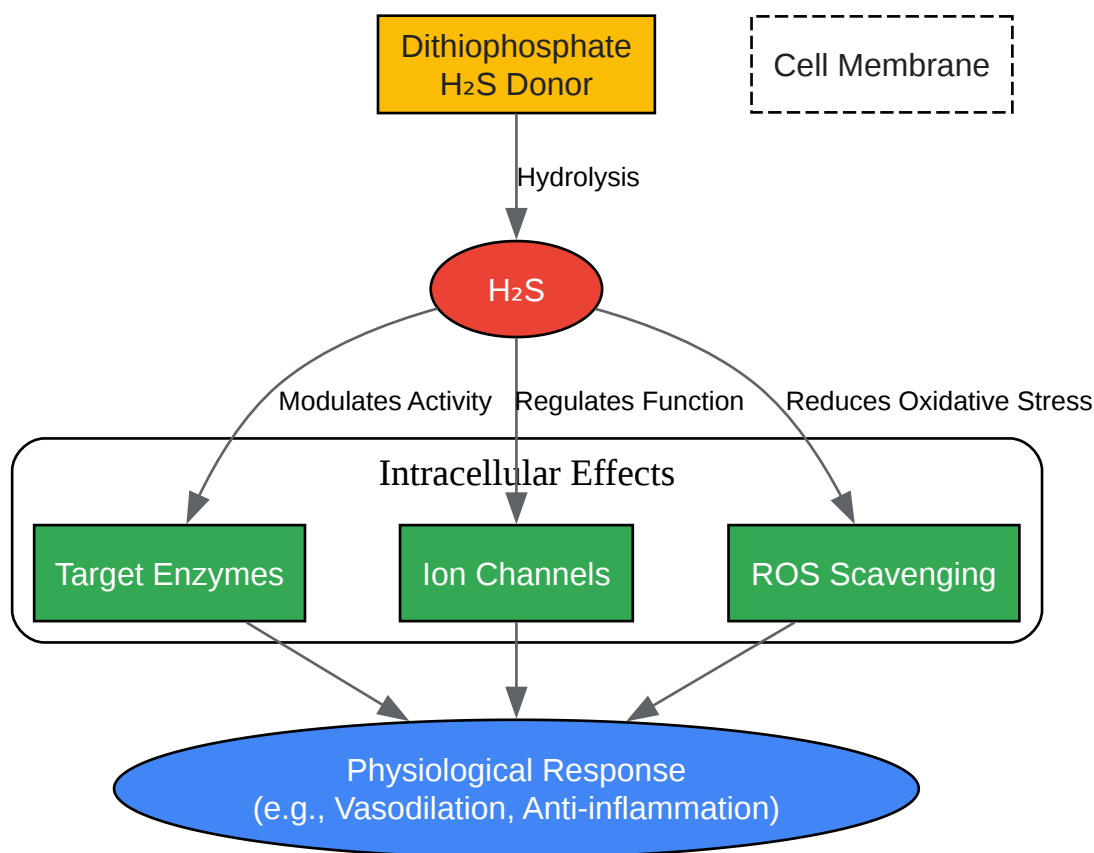 Dithiophosphate
H₂S Donor
Cell Membrane
Hydrolysis
H₂S
Modulates Activity
Regulates Function
Reduces Oxidative Stress
Intracellular Effects
Target Enzymes
Ion Channels
ROS Scavenging
Physiological Response
(e.g., Vasodilation, Anti-inflammation)